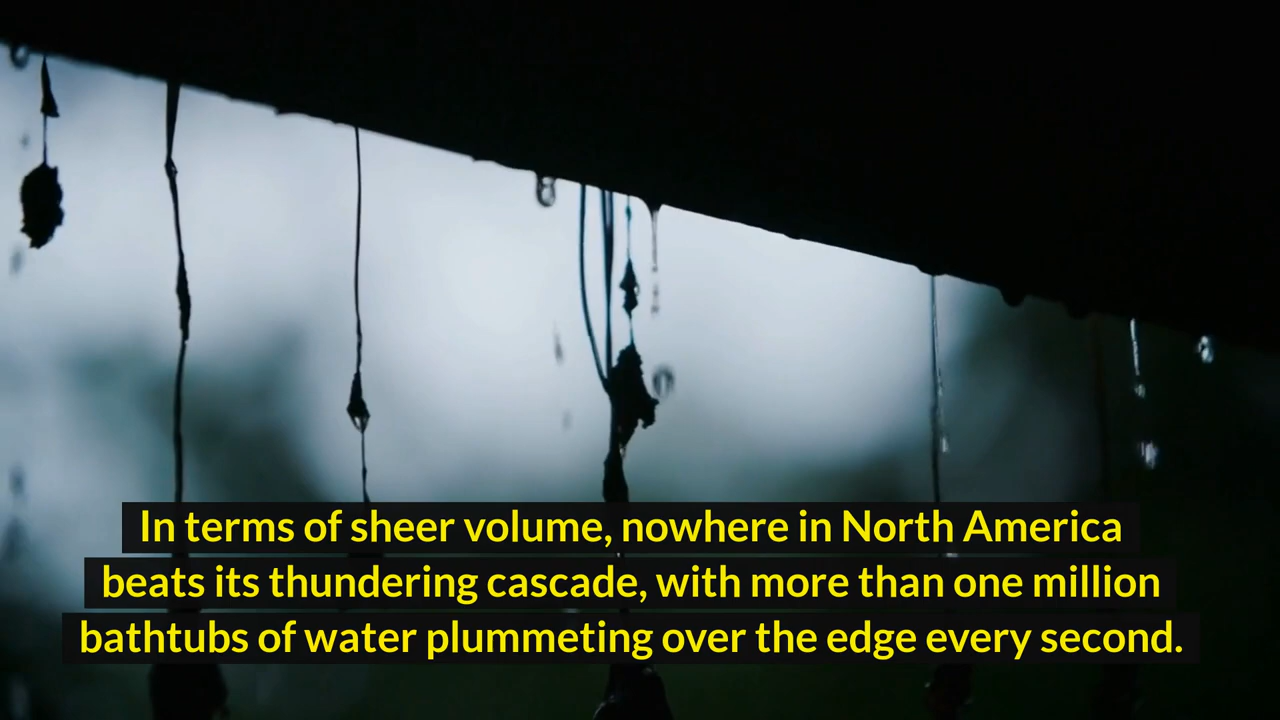 In terms of sheer volume, nowhere in North America
beats its thundering cascade, with more than one million
bathtubs of water plummeting over the edge every second.